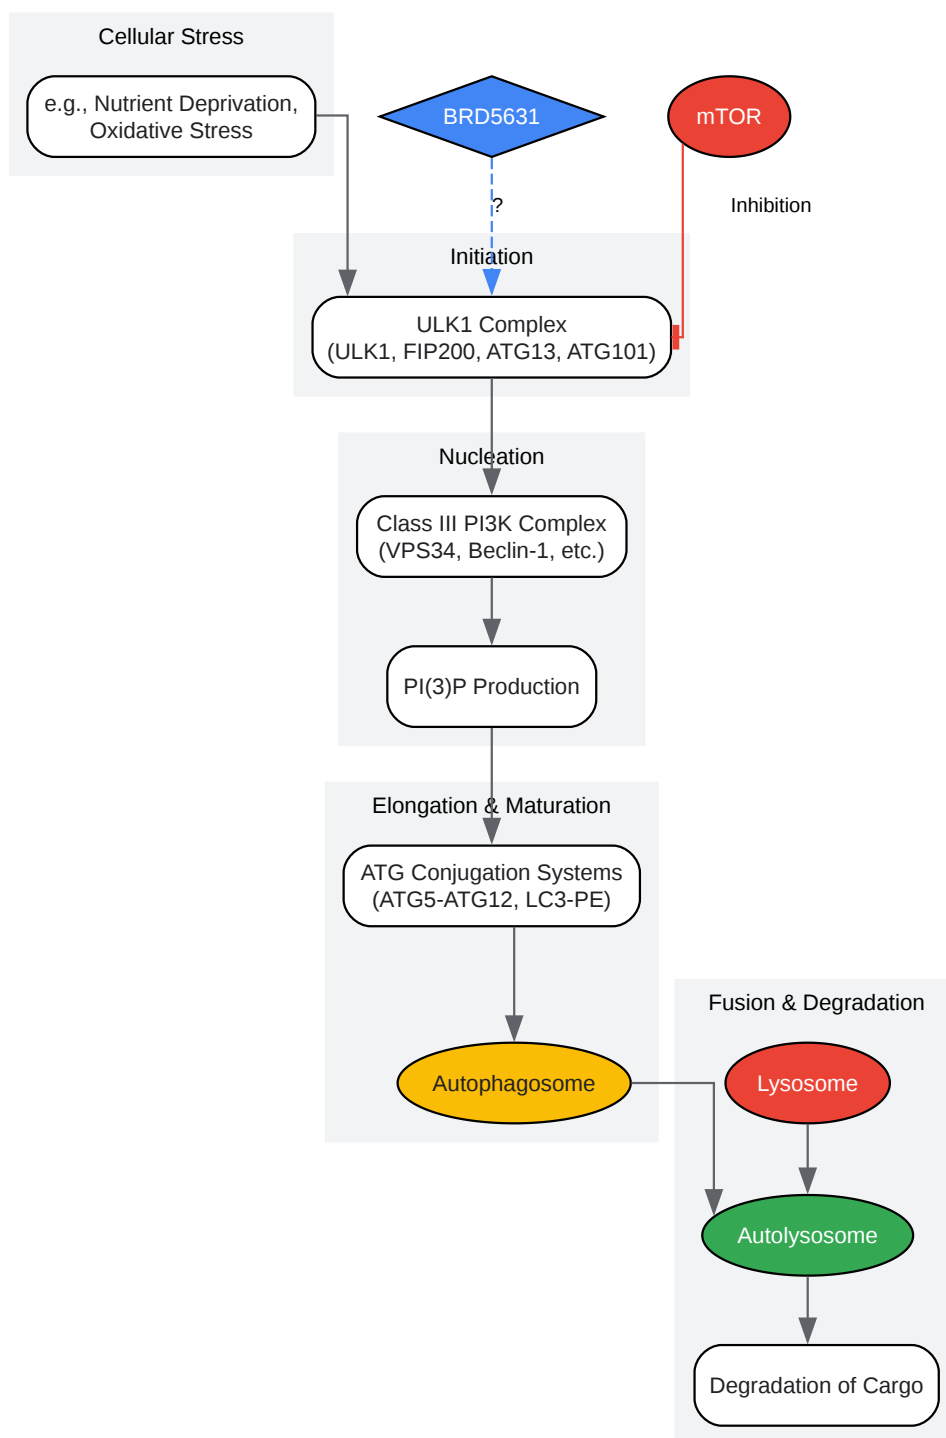 Cellular Stress
e.g., Nutrient Deprivation,
Oxidative Stress
BRD5631
mTOR
?
Inhibition
Initiation
ULK1 Complex
(ULK1, FIP200, ATG13, ATG101)
Nucleation
Class III PI3K Complex
(VPS34, Beclin-1, etc.)
PI(3)P Production
Elongation & Maturation
ATG Conjugation Systems
(ATG5-ATG12, LC3-PE)
Autophagosome
Fusion & Degradation
Lysosome
Autolysosome
Degradation of Cargo